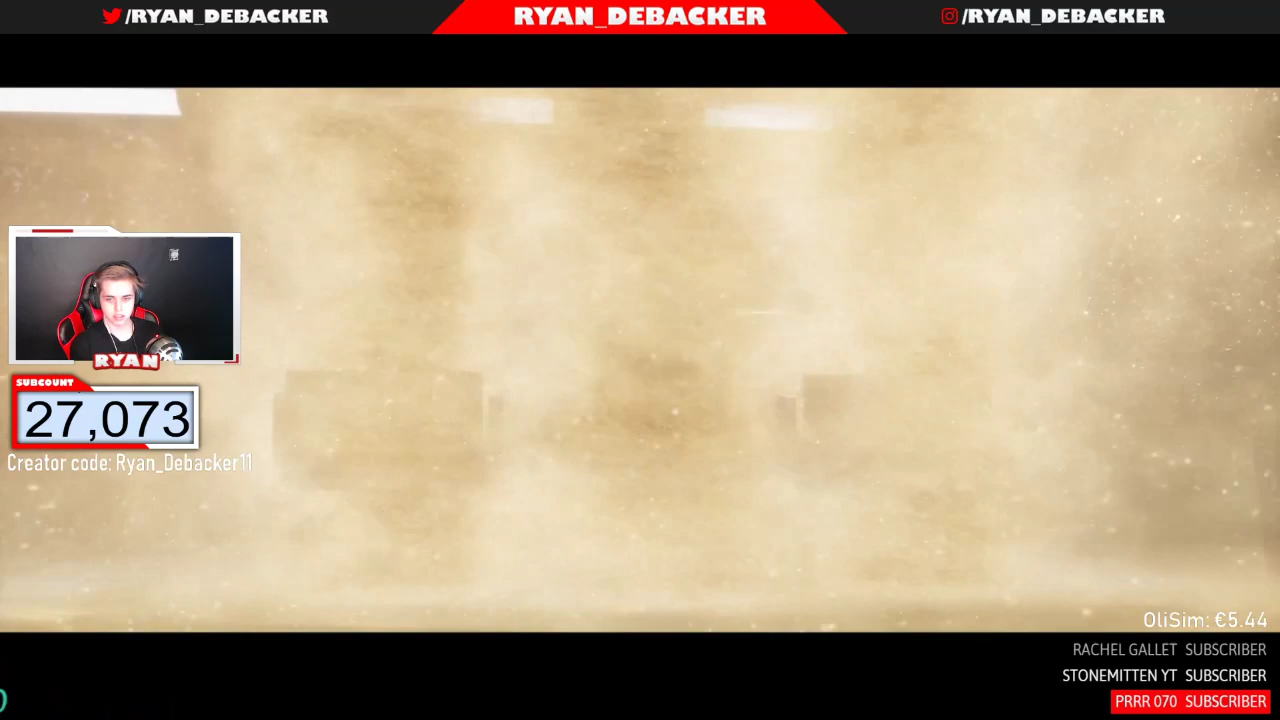 /RYAN_DEBACKER
RYAN_DEBACKER
/RYAN_DEBACKER
RYAN
SUBCOUNT
27,073
Creator code: Ryan_Debacker11
OliSim: €5.44
RACHEL GALLET SUBSCRIBER
STONEMITTEN YT SUBSCRIBER
PRRR 070 SUBSCRIBER